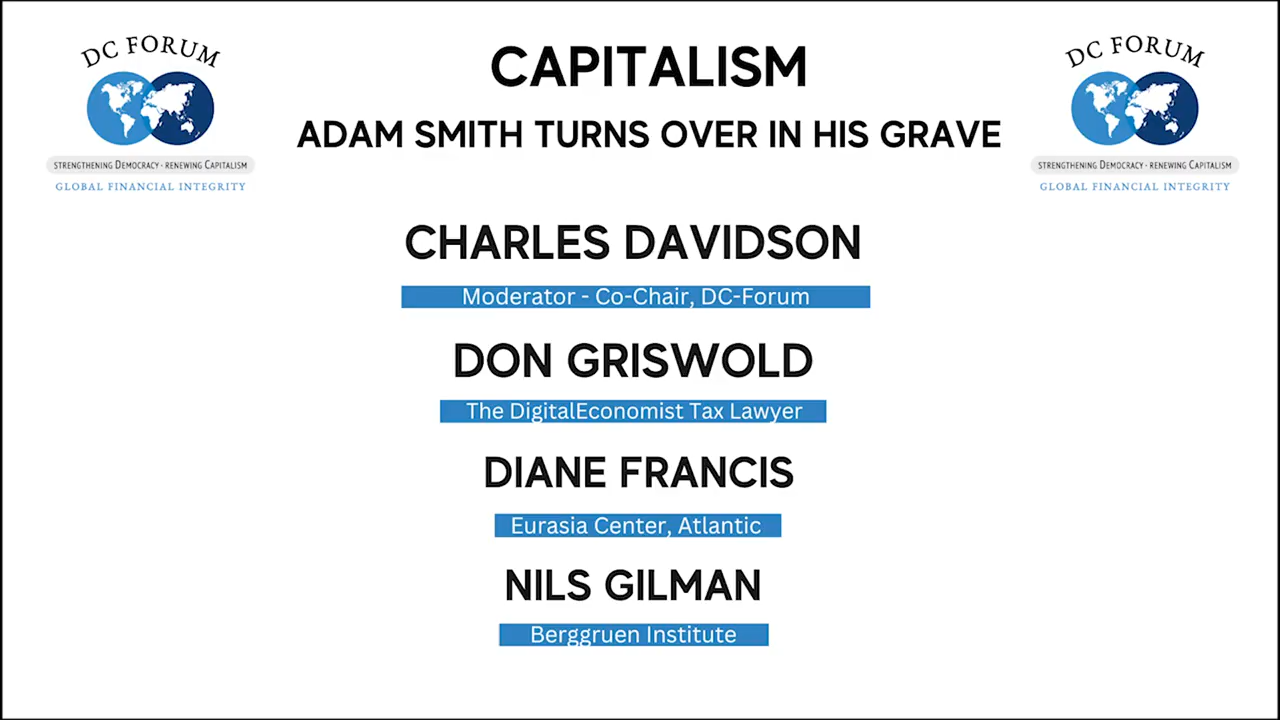 DC FORUM
STRENGTHENING DEMOCRACY - RENEWING CAPITALISM
GLOBAL FINANCIAL INTEGRITY
CAPITALISM
ADAM SMITH TURNS OVER IN HIS GRAVE
DC FORUM
STRENGTHENING DEMOCRACY - RENEWING CAPITALISM
GLOBAL FINANCIAL INTEGRITY
CHARLES DAVIDSON
Moderator - Co-Chair, DC-Forum
DON GRISWOLD
The DigitalEconomist Tax Lawyer
DIANE FRANCIS
Eurasia Center, Atlantic
NILS GILMAN
Berggruen Institute